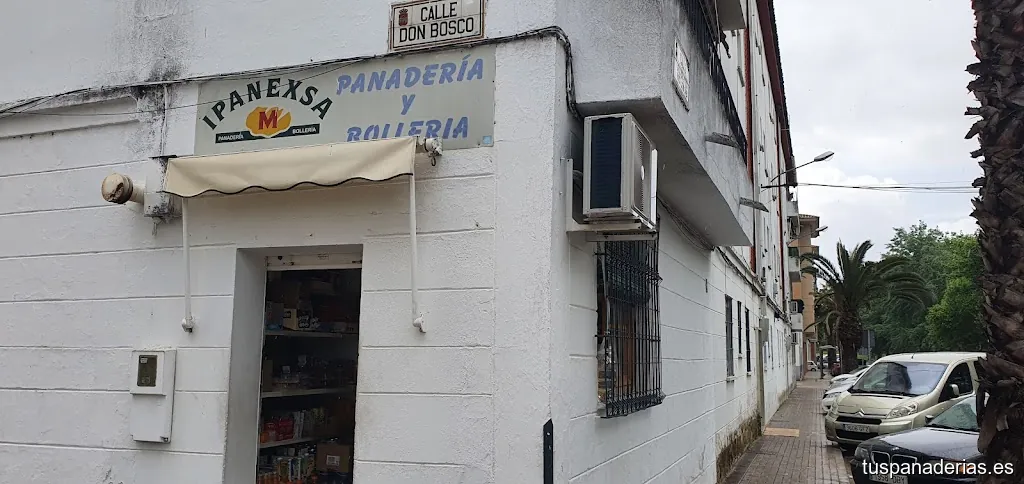 CALLE
DON BOSCO
IPANEXSA
M
PANADERÍA
BOLLERÍA
PANADERÍA
Y
BOLLERIA
tuspanaderias.es